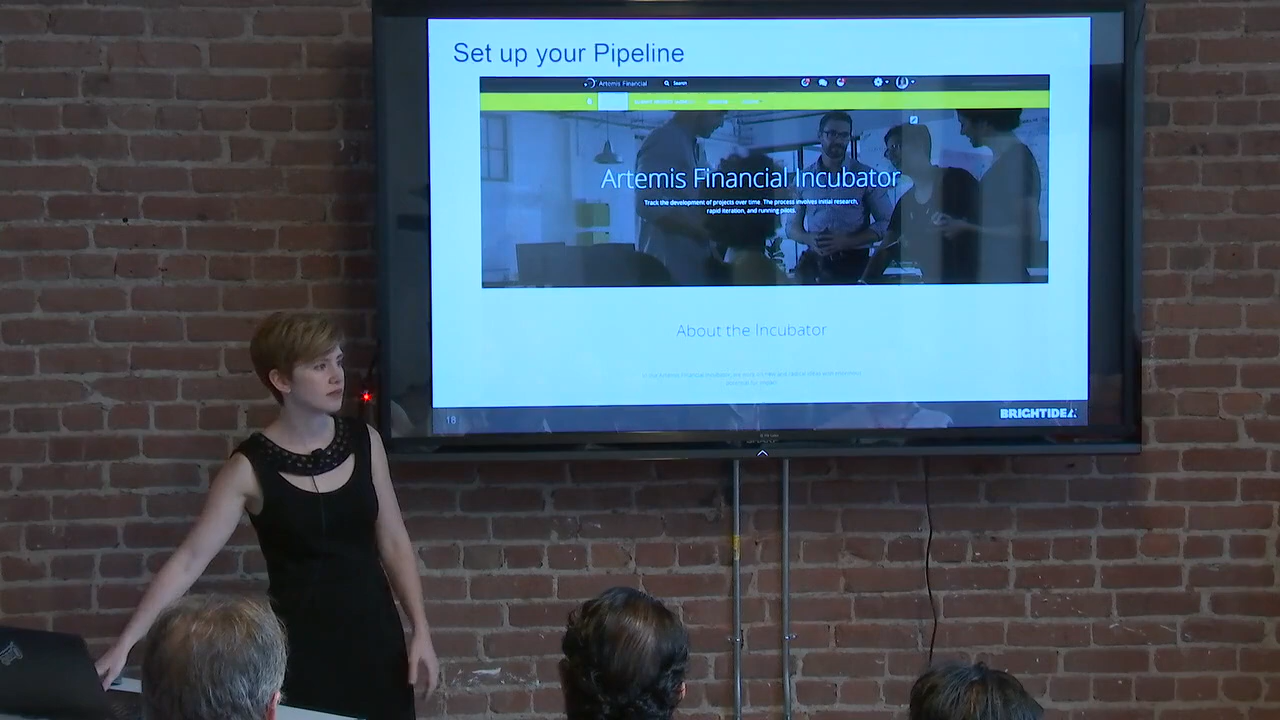 Set up your Pipeline
Artemis Financial
Search
Artemis Financial Incubator
Track the development of projects over time. The process involves initial research,
rapid iteration, and running pilots.
About the Incubator
18
BRIGHTIDEA